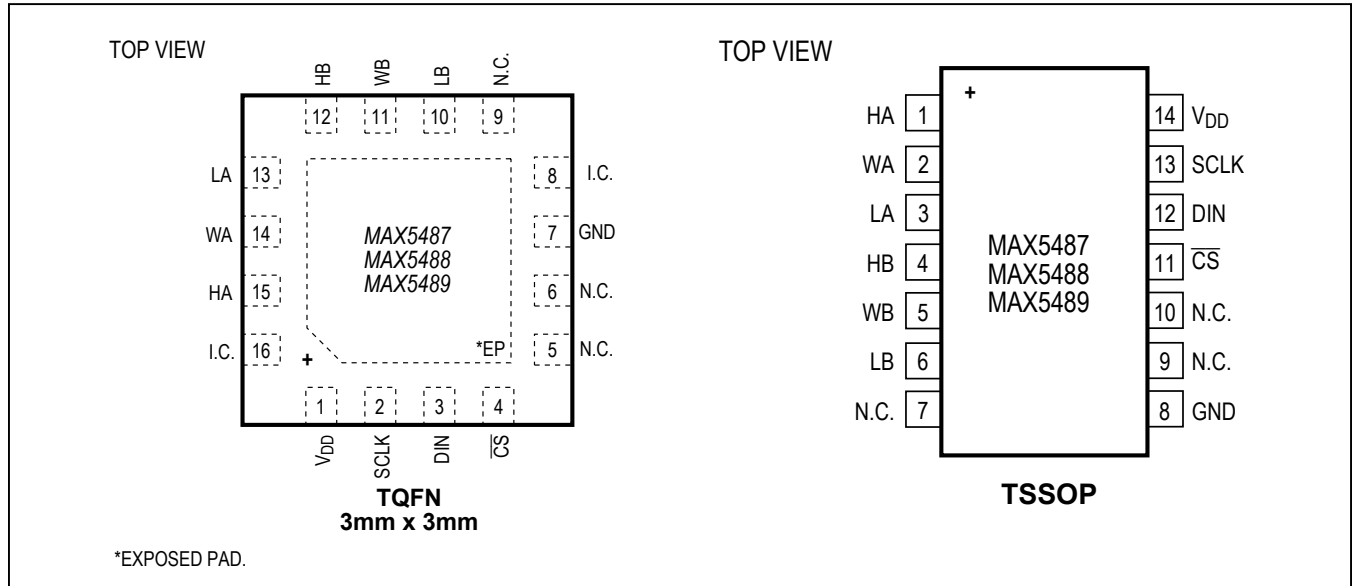 TOP VIEW
HB WB LB N.C.
12 11 10 9
LA 13
WA 14
HA 15
I.C. 16
MAX5487
MAX5488
MAX5489
*EP
+
8 I.C.
7 GND
6 N.C.
5 N.C.
1 2 3 4
VDD SCLK DIN C̅S̅
TQFN
3mm x 3mm
*EXPOSED PAD.
TOP VIEW
+
HA 1
WA 2
LA 3
HB 4
WB 5
LB 6
N.C. 7
MAX5487
MAX5488
MAX5489
14 VDD
13 SCLK
12 DIN
11 C̅S̅
10 N.C.
9 N.C.
8 GND
TSSOP